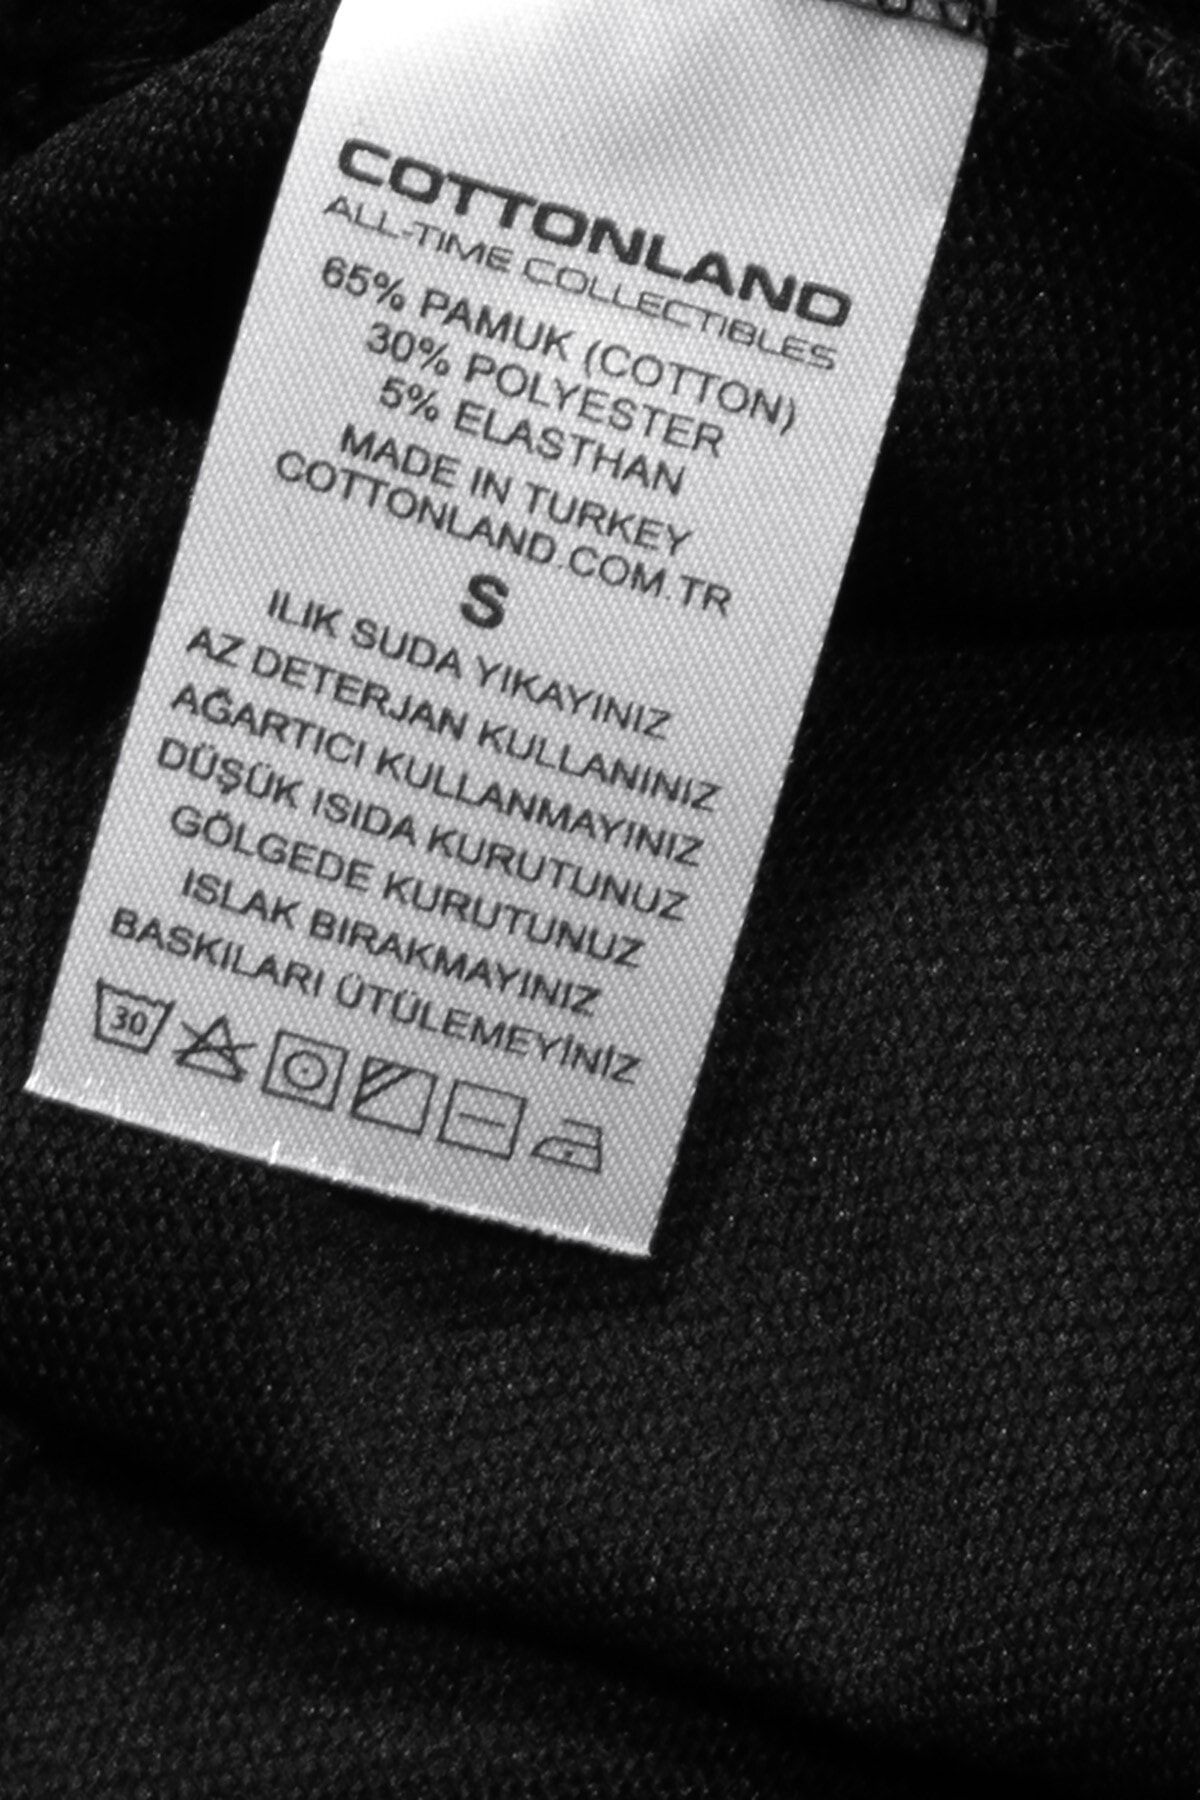 COTTONLAND
ALL-TIME COLLECTIBLES
65% PAMUK (COTTON)
30% POLYESTER
5% ELASTHAN
MADE IN TURKEY
COTTONLAND.COM.TR
S
ILIK SUDA YIKAYINIZ
AZ DETERJAN KULLANINIZ
AĞARTICI KULLANMAYINIZ
DÜŞÜK ISIDA KURUTUNUZ
GÖLGEDE KURUTUNUZ
ISLAK BIRAKMAYINIZ
BASKILARI ÜTÜLEMEYİNİZ
30